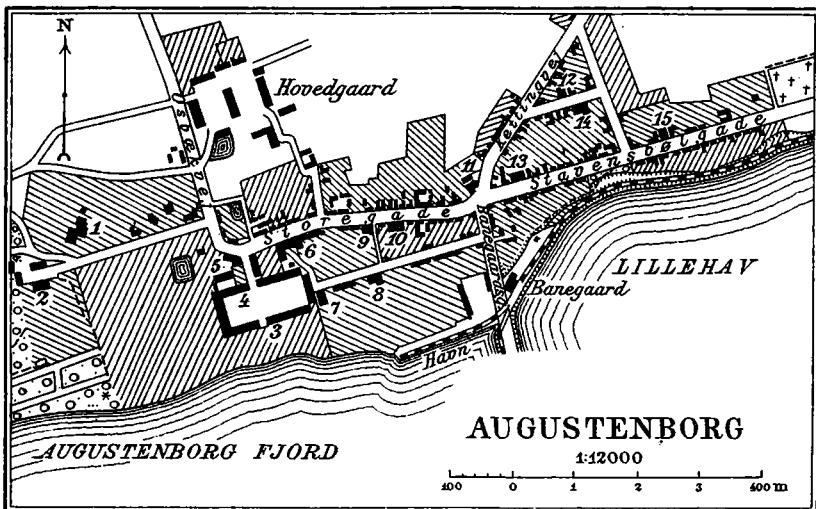 N
Hovedgaard
12
14
15
11
13
Slavensbølgade
Storegade
1
6
9
10
5
2
4
7
8
3
LILLEHAV
Banegaard
Havn
AUGUSTENBORG FJORD
AUGUSTENBORG
1:12000
100 0 1 2 3 400 m